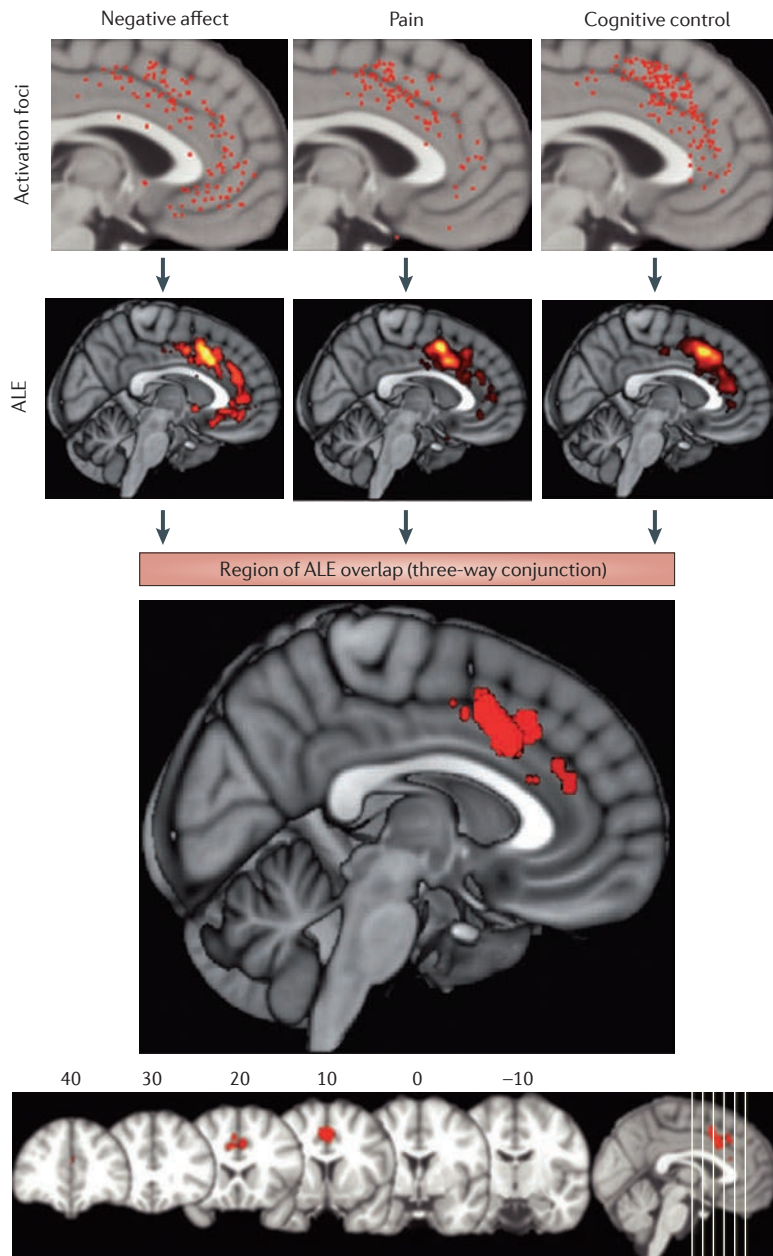 Negative affect
Pain
Cognitive control
Activation foci
ALE
Region of ALE overlap (three-way conjunction)
40 30 20 10 0 –10